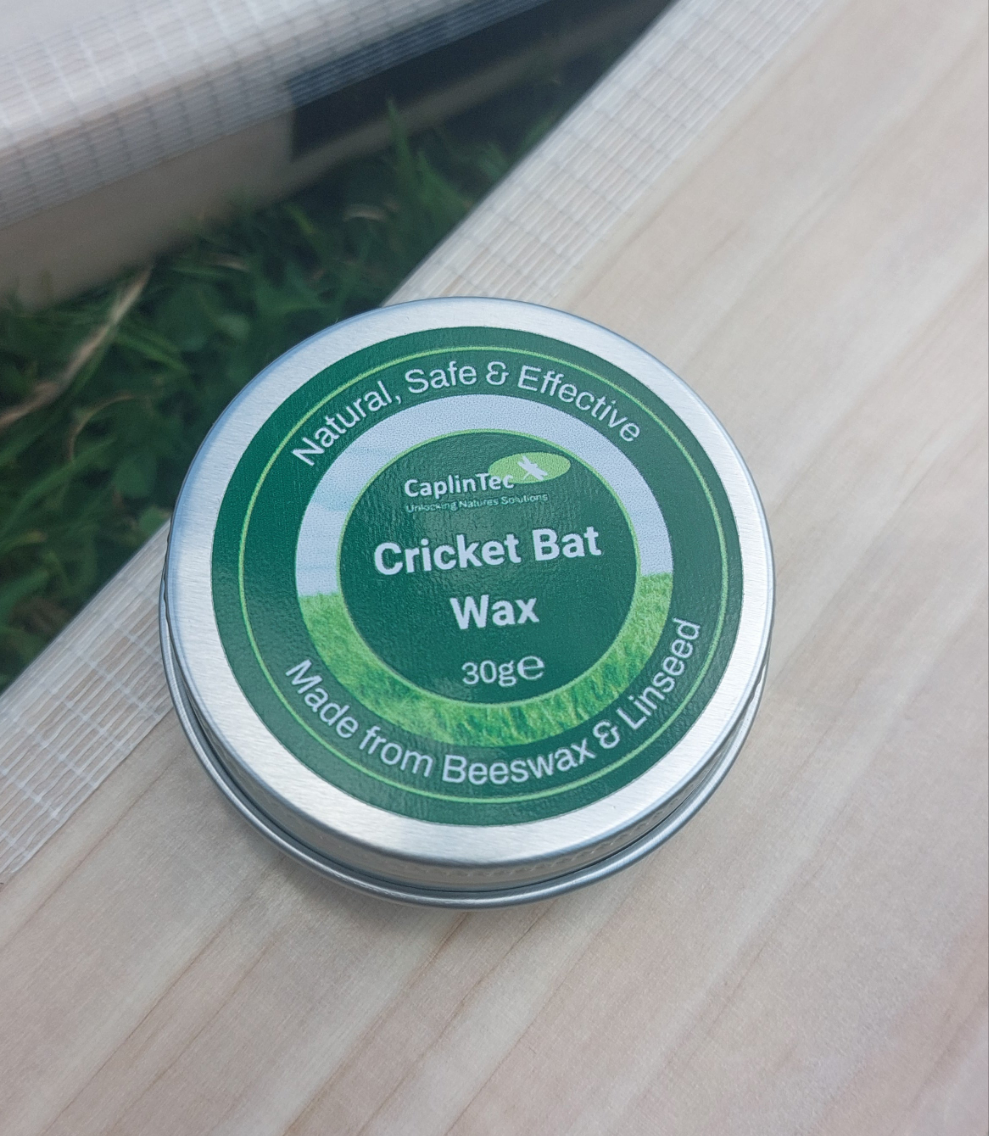 Natural, Safe & Effective
CaplinTec
Unlocking Natures Solutions
Cricket Bat
Wax
30g℮
Made from Beeswax & Linseed